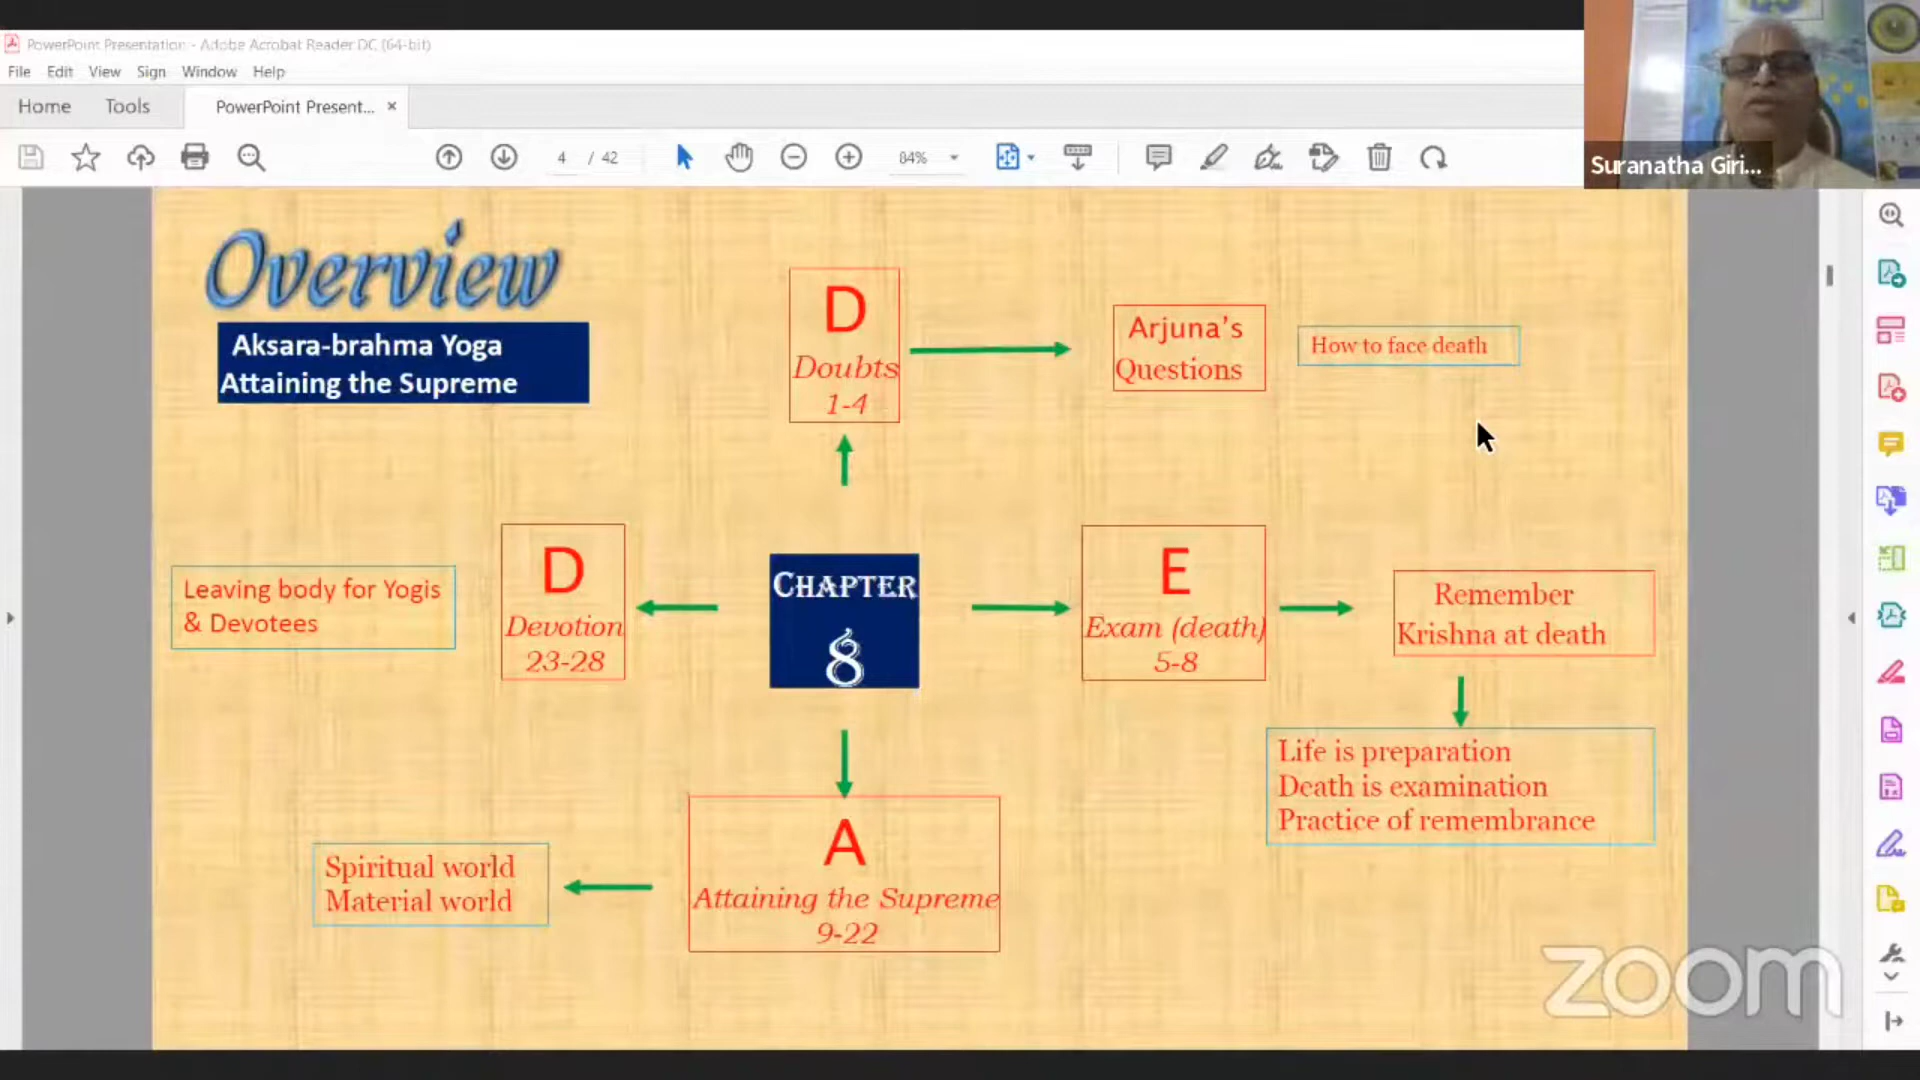 PowerPoint Presentation - Adobe Acrobat Reader DC (64-bit)
File Edit View Sign Window Help
Home Tools PowerPoint Present... ×
4 / 42 84%
Suranatha Giri...
Overview
Aksara-brahma Yoga
Attaining the Supreme
D
Doubts
1-4
Arjuna's
Questions
How to face death
Leaving body for Yogis
& Devotees
D
Devotion
23-28
CHAPTER
8
E
Exam (death)
5-8
Remember
Krishna at death
Life is preparation
Death is examination
Practice of remembrance
Spiritual world
Material world
A
Attaining the Supreme
9-22
zoom